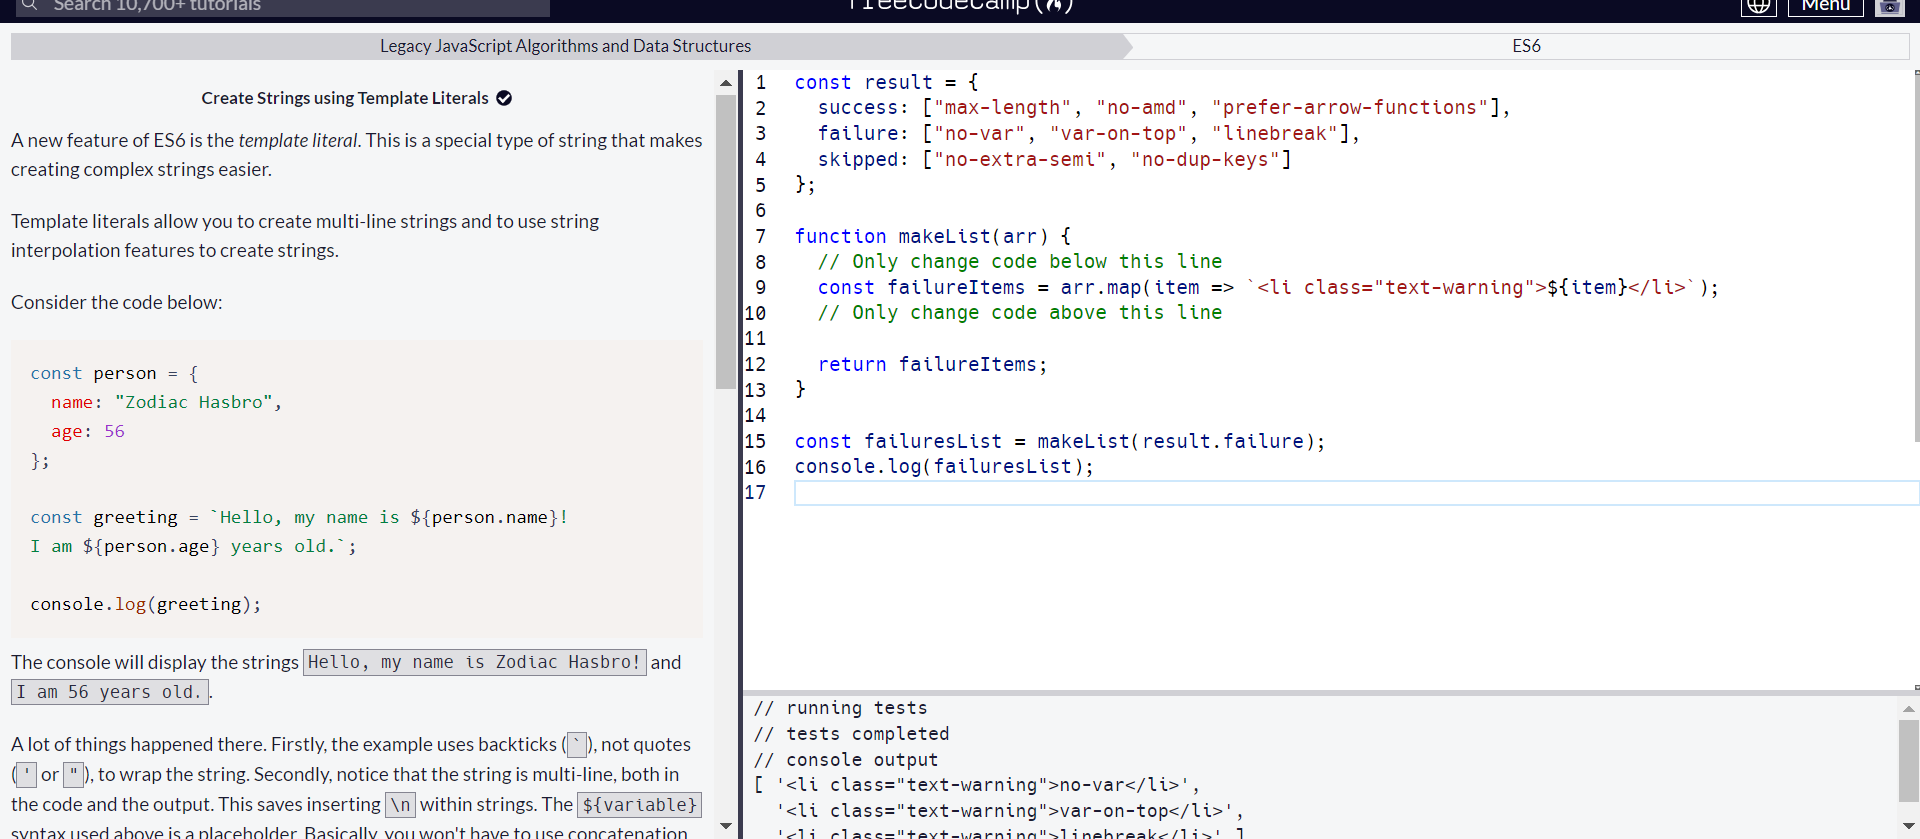 Search 10,700+ tutorials
freeCodeCamp
Menu
Legacy JavaScript Algorithms and Data Structures
ES6
Create Strings using Template Literals
A new feature of ES6 is the template literal. This is a special type of string that makes
creating complex strings easier.
Template literals allow you to create multi-line strings and to use string
interpolation features to create strings.
Consider the code below:
const person = {
  name: "Zodiac Hasbro",
  age: 56
};
const greeting = `Hello, my name is ${person.name}!
I am ${person.age} years old.`;
console.log(greeting);
The console will display the strings Hello, my name is Zodiac Hasbro! and
I am 56 years old. .
A lot of things happened there. Firstly, the example uses backticks (`), not quotes
(' or "), to wrap the string. Secondly, notice that the string is multi-line, both in
the code and the output. This saves inserting \n within strings. The ${variable}
syntax used above is a placeholder. Basically, you won't have to use concatenation
1 const result = {
2   success: ["max-length", "no-amd", "prefer-arrow-functions"],
3   failure: ["no-var", "var-on-top", "linebreak"],
4   skipped: ["no-extra-semi", "no-dup-keys"]
5 };
6
7 function makeList(arr) {
8   // Only change code below this line
9   const failureItems = arr.map(item => `<li class="text-warning">${item}</li>`);
10   // Only change code above this line
11
12   return failureItems;
13 }
14
15 const failuresList = makeList(result.failure);
16 console.log(failuresList);
17
// running tests
// tests completed
// console output
[ '<li class="text-warning">no-var</li>',
  '<li class="text-warning">var-on-top</li>',
  '<li class="text-warning">linebreak</li>' ]